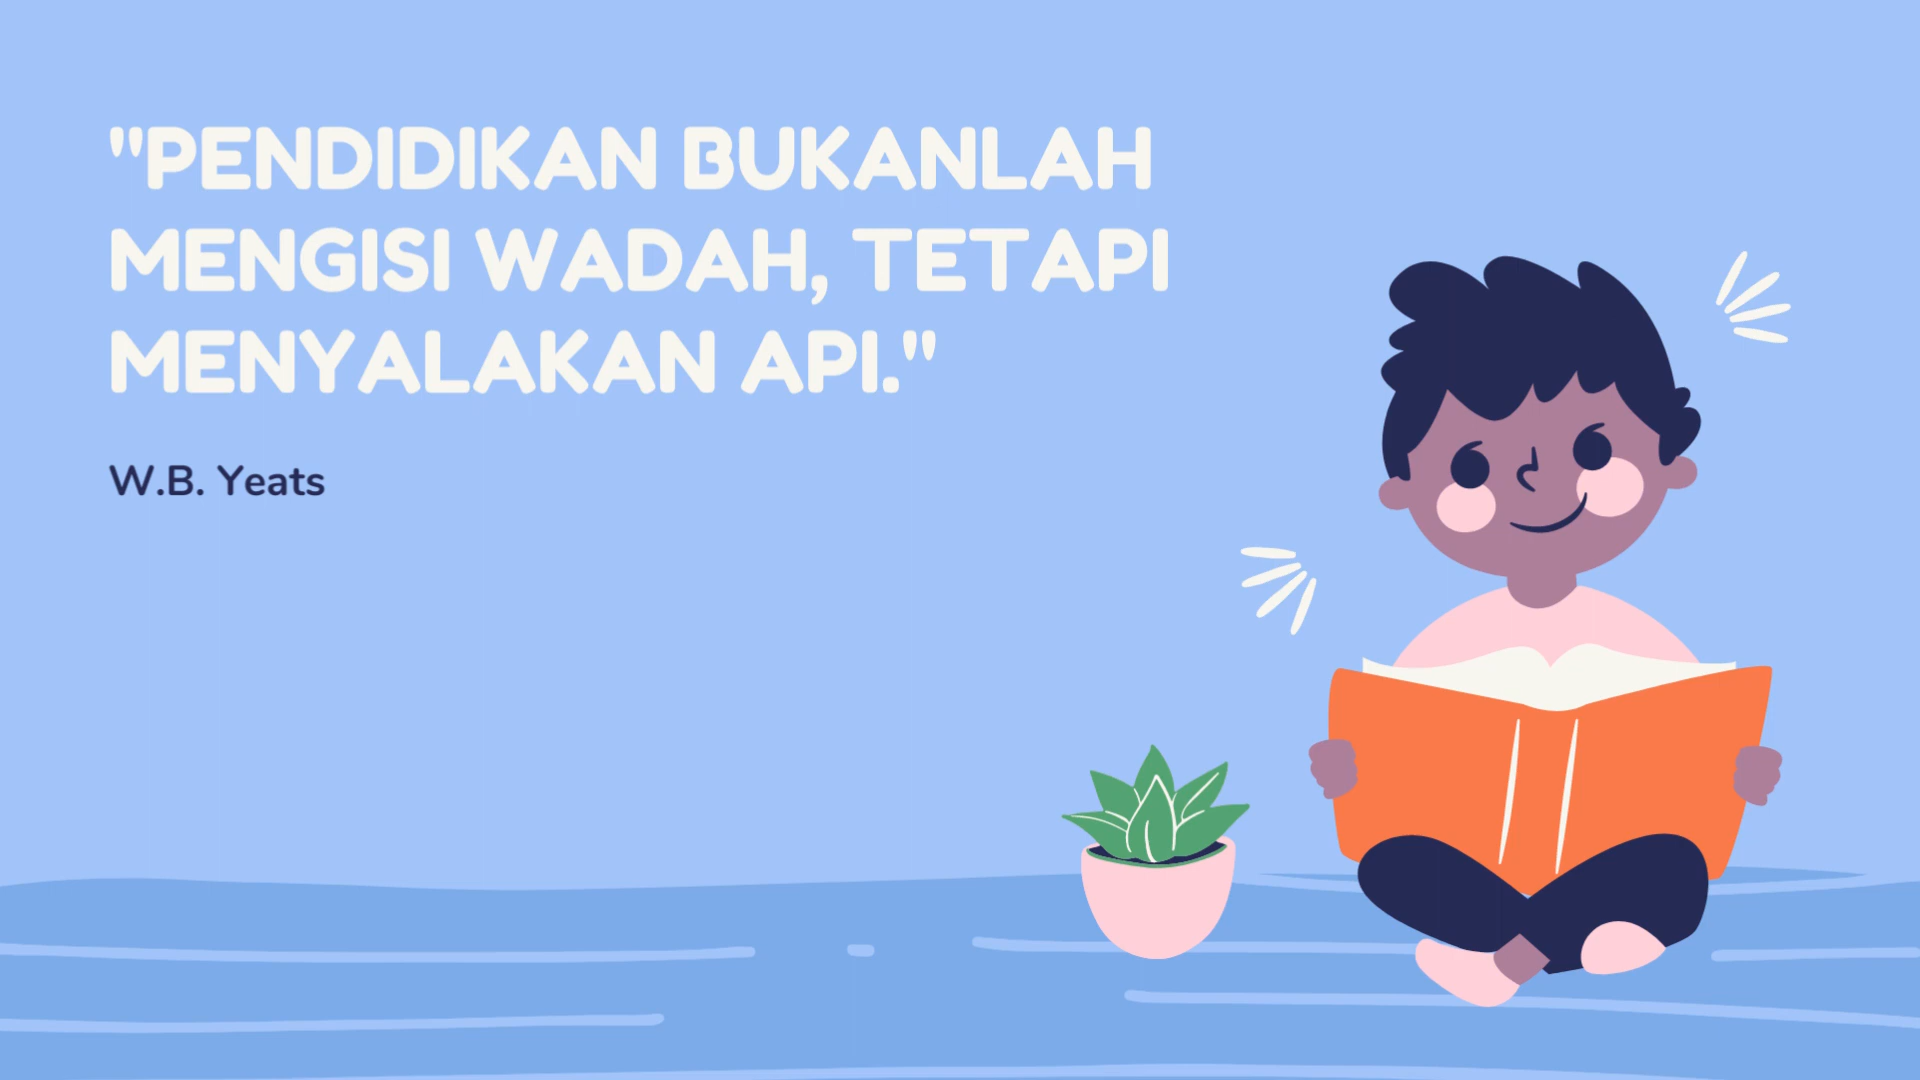 "PENDIDIKAN BUKANLAH
MENGISI WADAH, TETAPI
MENYALAKAN API."
W.B. Yeats